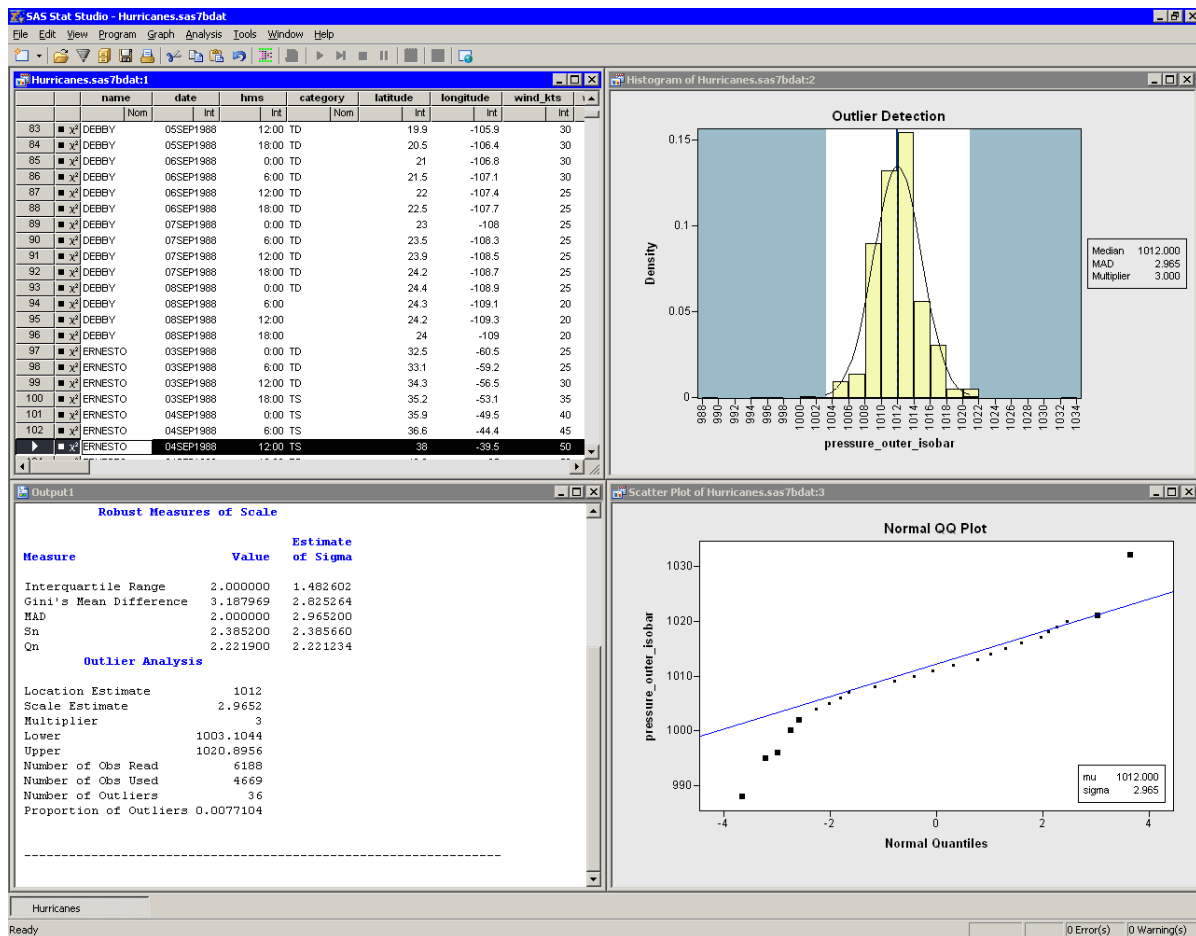 SAS Stat Studio - Hurricanes.sas7bdat
File Edit View Program Graph Analysis Tools Window Help
Hurricanes.sas7bdat:1
name date hms category latitude longitude wind_kts
Nom Int Int Nom Int Int Int
83 χ² DEBBY 05SEP1988 12:00 TD 19.9 -105.9 30
84 χ² DEBBY 05SEP1988 18:00 TD 20.5 -106.4 30
85 χ² DEBBY 06SEP1988 0:00 TD 21 -106.8 30
86 χ² DEBBY 06SEP1988 6:00 TD 21.5 -107.1 30
87 χ² DEBBY 06SEP1988 12:00 TD 22 -107.4 25
88 χ² DEBBY 06SEP1988 18:00 TD 22.5 -107.7 25
89 χ² DEBBY 07SEP1988 0:00 TD 23 -108 25
90 χ² DEBBY 07SEP1988 6:00 TD 23.5 -108.3 25
91 χ² DEBBY 07SEP1988 12:00 TD 23.9 -108.5 25
92 χ² DEBBY 07SEP1988 18:00 TD 24.2 -108.7 25
93 χ² DEBBY 08SEP1988 0:00 TD 24.4 -108.9 25
94 χ² DEBBY 08SEP1988 6:00 24.3 -109.1 20
95 χ² DEBBY 08SEP1988 12:00 24.2 -109.3 20
96 χ² DEBBY 08SEP1988 18:00 24 -109 20
97 χ² ERNESTO 03SEP1988 0:00 TD 32.5 -60.5 25
98 χ² ERNESTO 03SEP1988 6:00 TD 33.1 -59.2 25
99 χ² ERNESTO 03SEP1988 12:00 TD 34.3 -56.5 30
100 χ² ERNESTO 03SEP1988 18:00 TS 35.2 -53.1 35
101 χ² ERNESTO 04SEP1988 0:00 TS 35.9 -49.5 40
102 χ² ERNESTO 04SEP1988 6:00 TS 36.6 -44.4 45
χ² ERNESTO 04SEP1988 12:00 TS 38 -39.5 50
Histogram of Hurricanes.sas7bdat:2
Outlier Detection
0.15
0.1
0.05
0
Density
988 990 992 994 996 998 1000 1002 1004 1006 1008 1010 1012 1014 1016 1018 1020 1022 1024 1026 1028 1030 1032 1034
pressure_outer_isobar
Median 1012.000
MAD 2.965
Multiplier 3.000
Output1
Robust Measures of Scale
Estimate
Measure Value of Sigma
Interquartile Range 2.000000 1.482602
Gini's Mean Difference 3.187969 2.825264
MAD 2.000000 2.965200
Sn 2.385200 2.385660
Qn 2.221900 2.221234
Outlier Analysis
Location Estimate 1012
Scale Estimate 2.9652
Multiplier 3
Lower 1003.1044
Upper 1020.8956
Number of Obs Read 6188
Number of Obs Used 4669
Number of Outliers 36
Proportion of Outliers 0.0077104
Scatter Plot of Hurricanes.sas7bdat:3
Normal QQ Plot
1030
1020
1010
1000
990
pressure_outer_isobar
-4 -2 0 2 4
Normal Quantiles
mu 1012.000
sigma 2.965
Hurricanes
Ready
0 Error(s) 0 Warning(s)